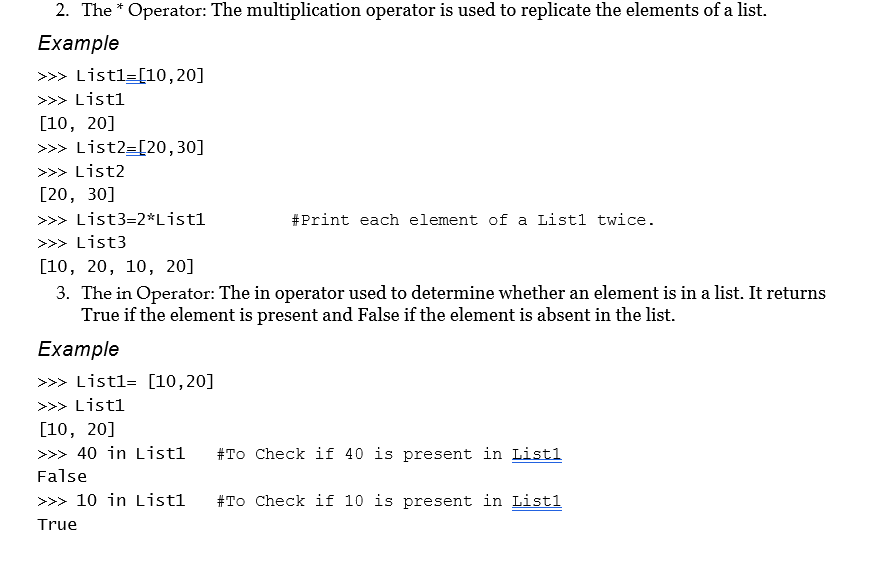 2. The * Operator: The multiplication operator is used to replicate the elements of a list.
Example
>>> List1=[10,20]
>>> List1
[10, 20]
>>> List2=[20,30]
>>> List2
[20, 30]
>>> List3=2*List1 #Print each element of a List1 twice.
>>> List3
[10, 20, 10, 20]
3. The in Operator: The in operator used to determine whether an element is in a list. It returns
True if the element is present and False if the element is absent in the list.
Example
>>> List1= [10,20]
>>> List1
[10, 20]
>>> 40 in List1 #To Check if 40 is present in List1
False
>>> 10 in List1 #To Check if 10 is present in List1
True